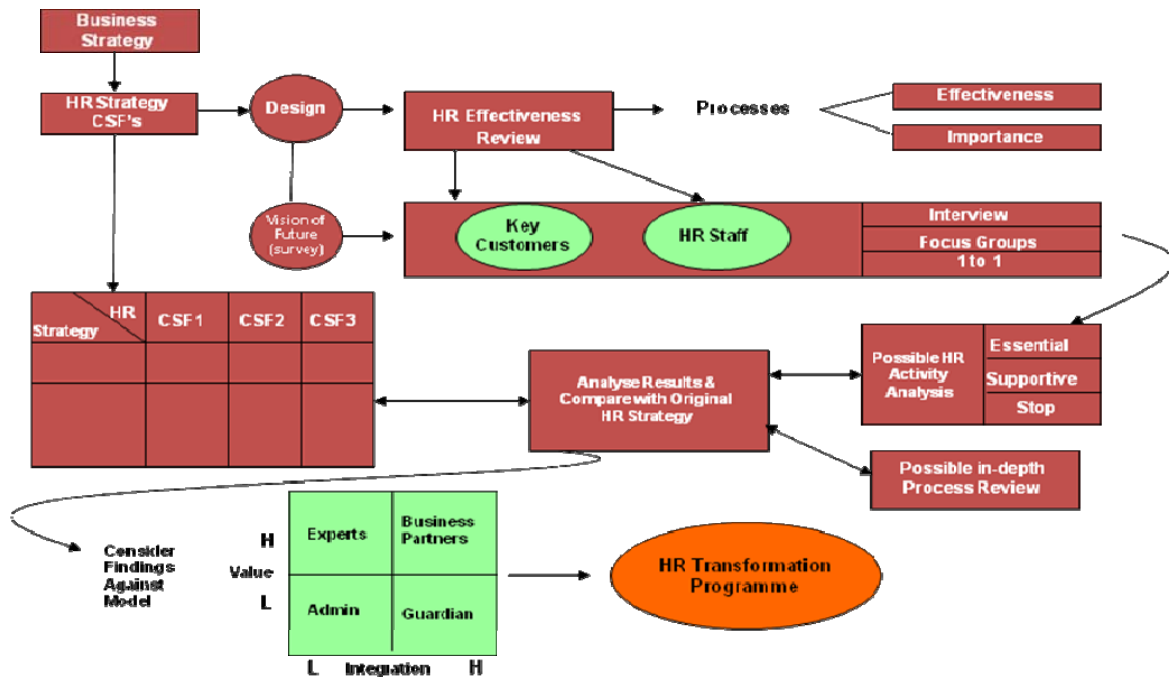 Business
Strategy
HR Strategy
CSF's
Design
HR Effectiveness
Review
Processes
Effectiveness
Importance
Vision of
Future
(survey)
Key
Customers
HR Staff
Interview
Focus Groups
1 to 1
HR
Strategy
CSF1
CSF2
CSF3
Analyse Results &
Compare with Original
HR Strategy
Possible HR
Activity
Analysis
Essential
Supportive
Stop
Possible in-depth
Process Review
Consider
Findings
Against
Model
H
Value
L
Experts
Business
Partners
Admin
Guardian
L Integration H
HR Transformation
Programme